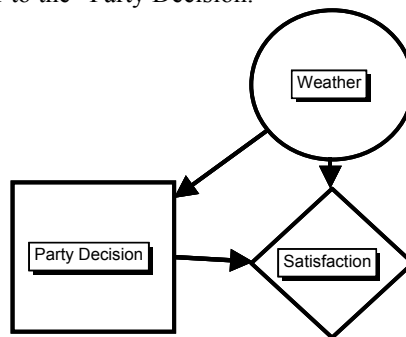 to the "Party Decision."
Weather
Party Decision
Satisfaction